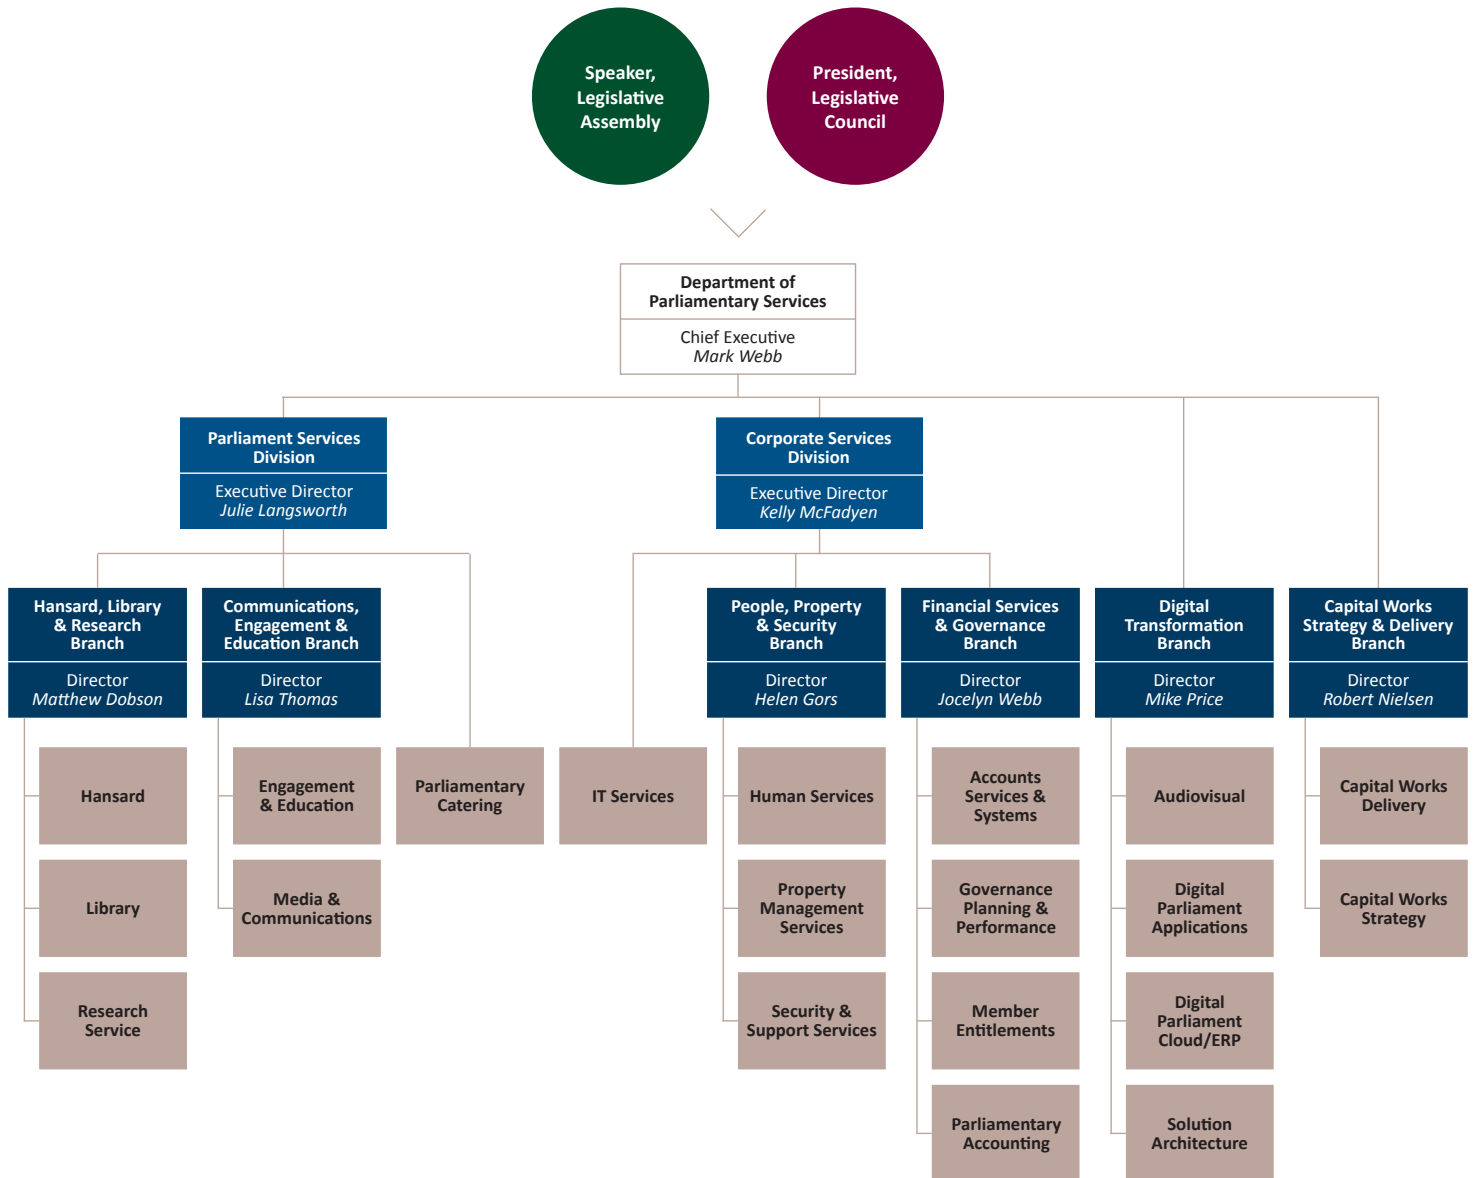 Speaker,
Legislative
Assembly
President,
Legislative
Council
Department of
Parliamentary Services
Chief Executive
Mark Webb
Parliament Services
Division
Executive Director
Julie Langsworth
Corporate Services
Division
Executive Director
Kelly McFadyen
Hansard, Library
& Research
Branch
Director
Matthew Dobson
Communications,
Engagement &
Education Branch
Director
Lisa Thomas
People, Property
& Security
Branch
Director
Helen Gors
Financial Services
& Governance
Branch
Director
Jocelyn Webb
Digital
Transformation
Branch
Director
Mike Price
Capital Works
Strategy & Delivery
Branch
Director
Robert Nielsen
Hansard
Library
Research
Service
Engagement
& Education
Media &
Communications
Parliamentary
Catering
IT Services
Human Services
Property
Management
Services
Security &
Support Services
Accounts
Services &
Systems
Governance
Planning &
Performance
Member
Entitlements
Parliamentary
Accounting
Audiovisual
Digital
Parliament
Applications
Digital
Parliament
Cloud/ERP
Solution
Architecture
Capital Works
Delivery
Capital Works
Strategy